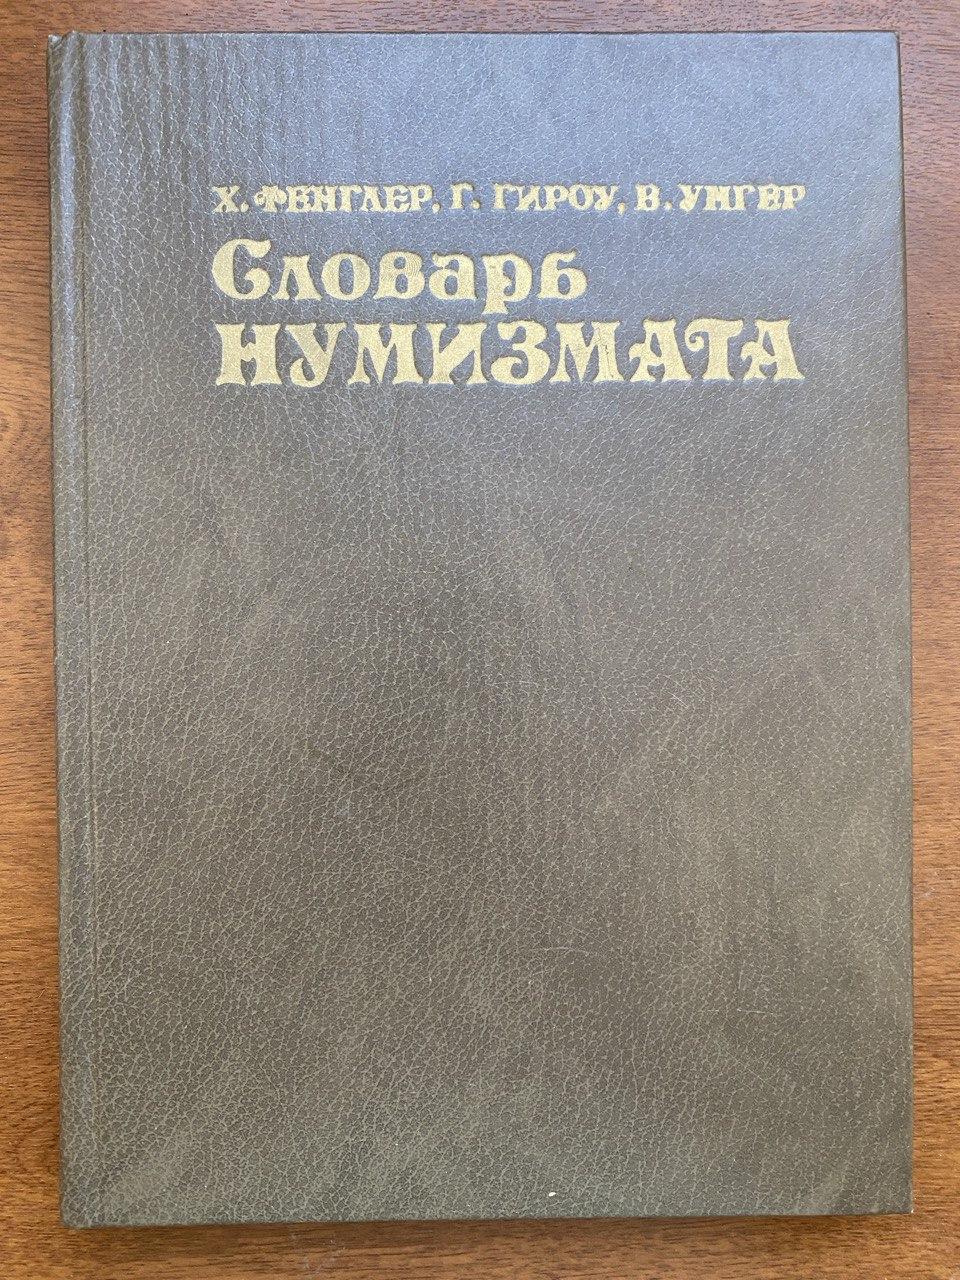 Х. ФЕНГЛЕР, Г. ГИРОУ, В. УНГЕР
Словарь
НУМИЗМАТА